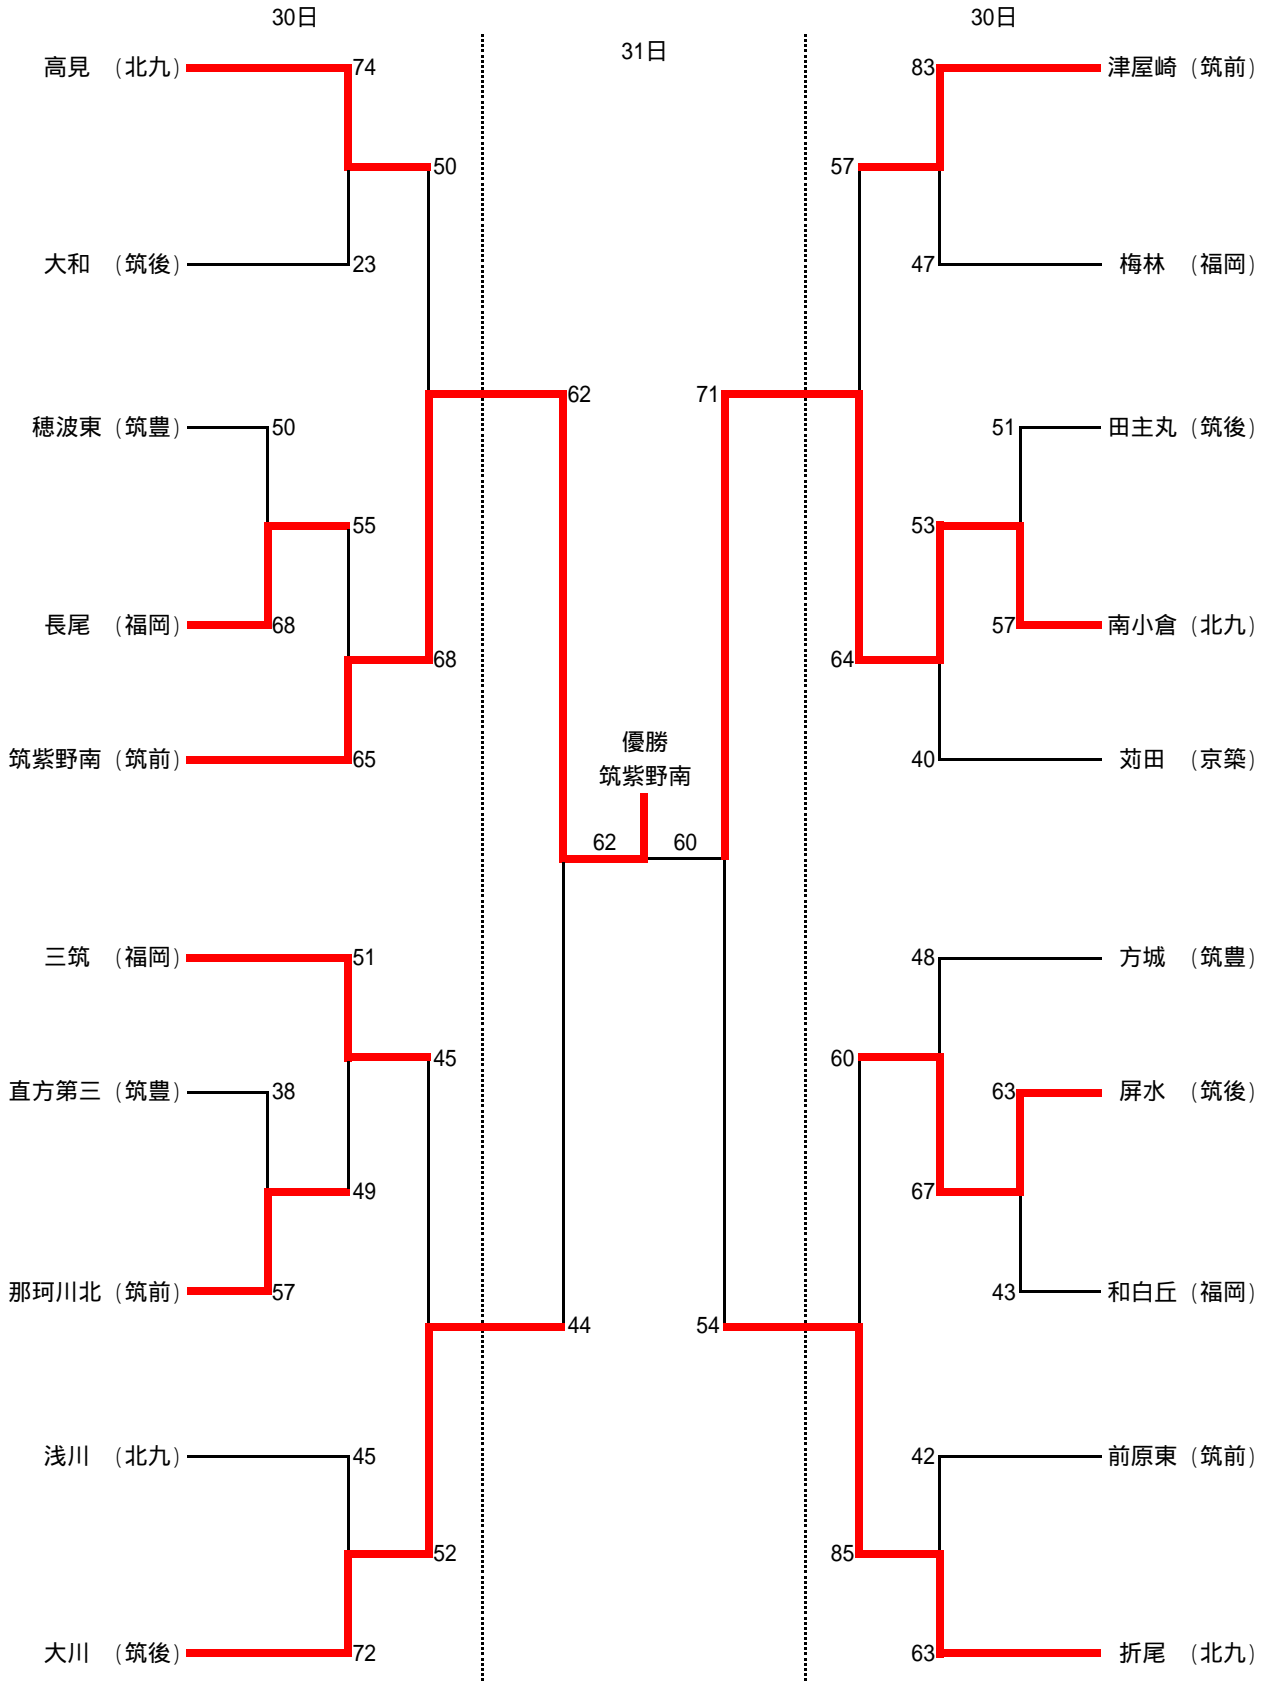 30日
31日
30日
高見 (北九)
74
50
大和 (筑後)
23
穂波東 (筑豊)
50
55
長尾 (福岡)
68
68
筑紫野南 (筑前)
65
62
三筑 (福岡)
51
45
直方第三 (筑豊)
38
49
那珂川北 (筑前)
57
44
浅川 (北九)
45
52
大川 (筑後)
72
優勝
筑紫野南
62 60
83
津屋崎 (筑前)
57
47
梅林 (福岡)
71
51
田主丸 (筑後)
53
57
南小倉 (北九)
64
40
苅田 (京築)
48
方城 (筑豊)
60
63
屏水 (筑後)
67
43
和白丘 (福岡)
54
42
前原東 (筑前)
85
63
折尾 (北九)